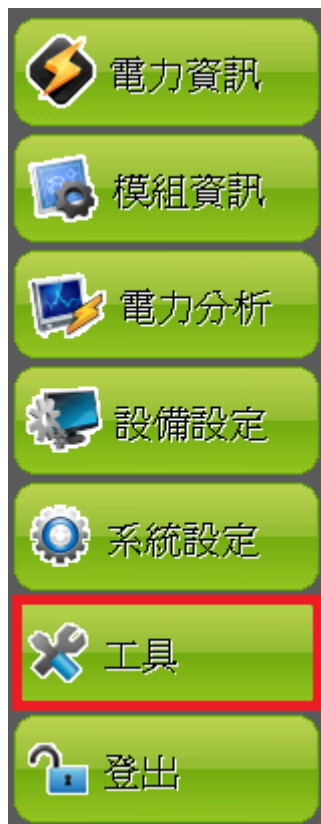 電力資訊
模組資訊
電力分析
設備設定
系統設定
工具
登出